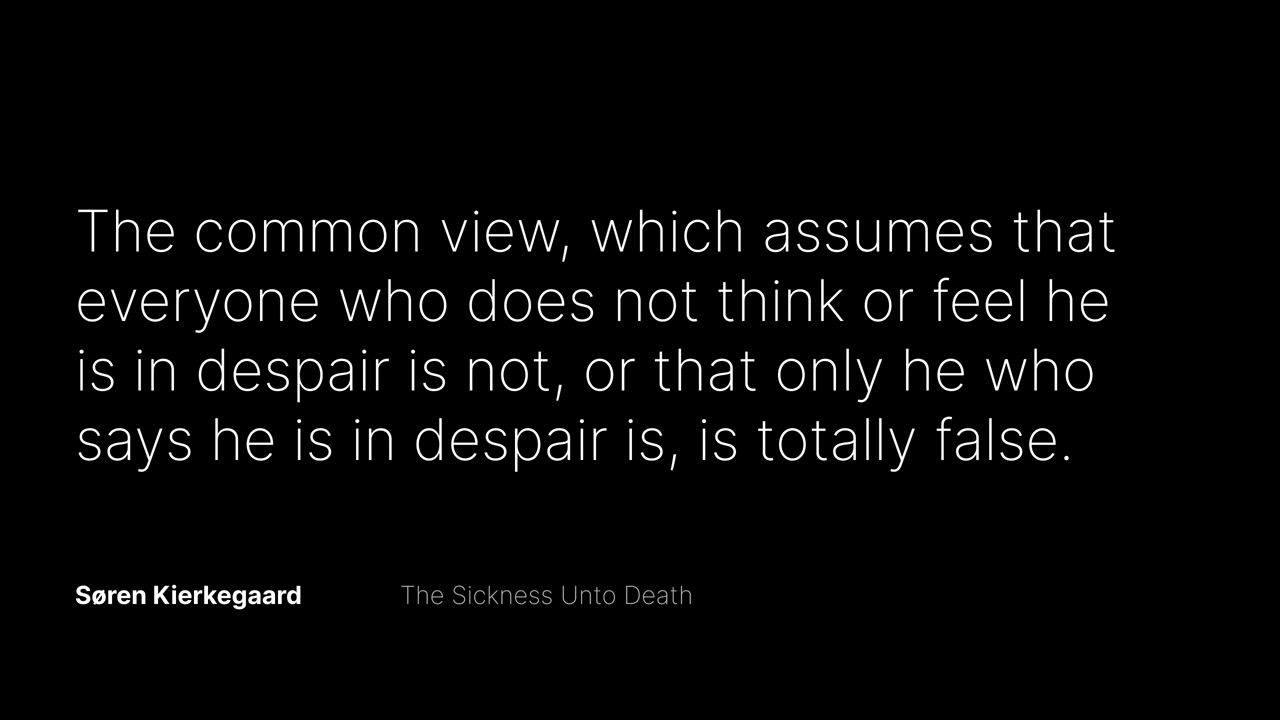 The common view, which assumes that
everyone who does not think or feel he
is in despair is not, or that only he who
says he is in despair is, is totally false.
Søren Kierkegaard The Sickness Unto Death